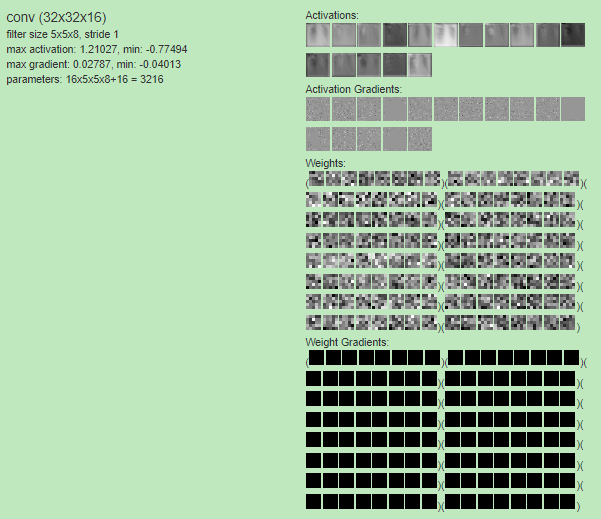 conv (32x32x16)
filter size 5x5x8, stride 1
max activation: 1.21027, min: -0.77494
max gradient: 0.02787, min: -0.04013
parameters: 16x5x5x8+16 = 3216
Activations:
Activation Gradients:
Weights:
( )( )(
)( )(
)( )(
)( )(
)( )(
)( )(
)( )(
)( )
Weight Gradients:
( )( )(
)( )(
)( )(
)( )(
)( )(
)( )(
)( )(
)( )